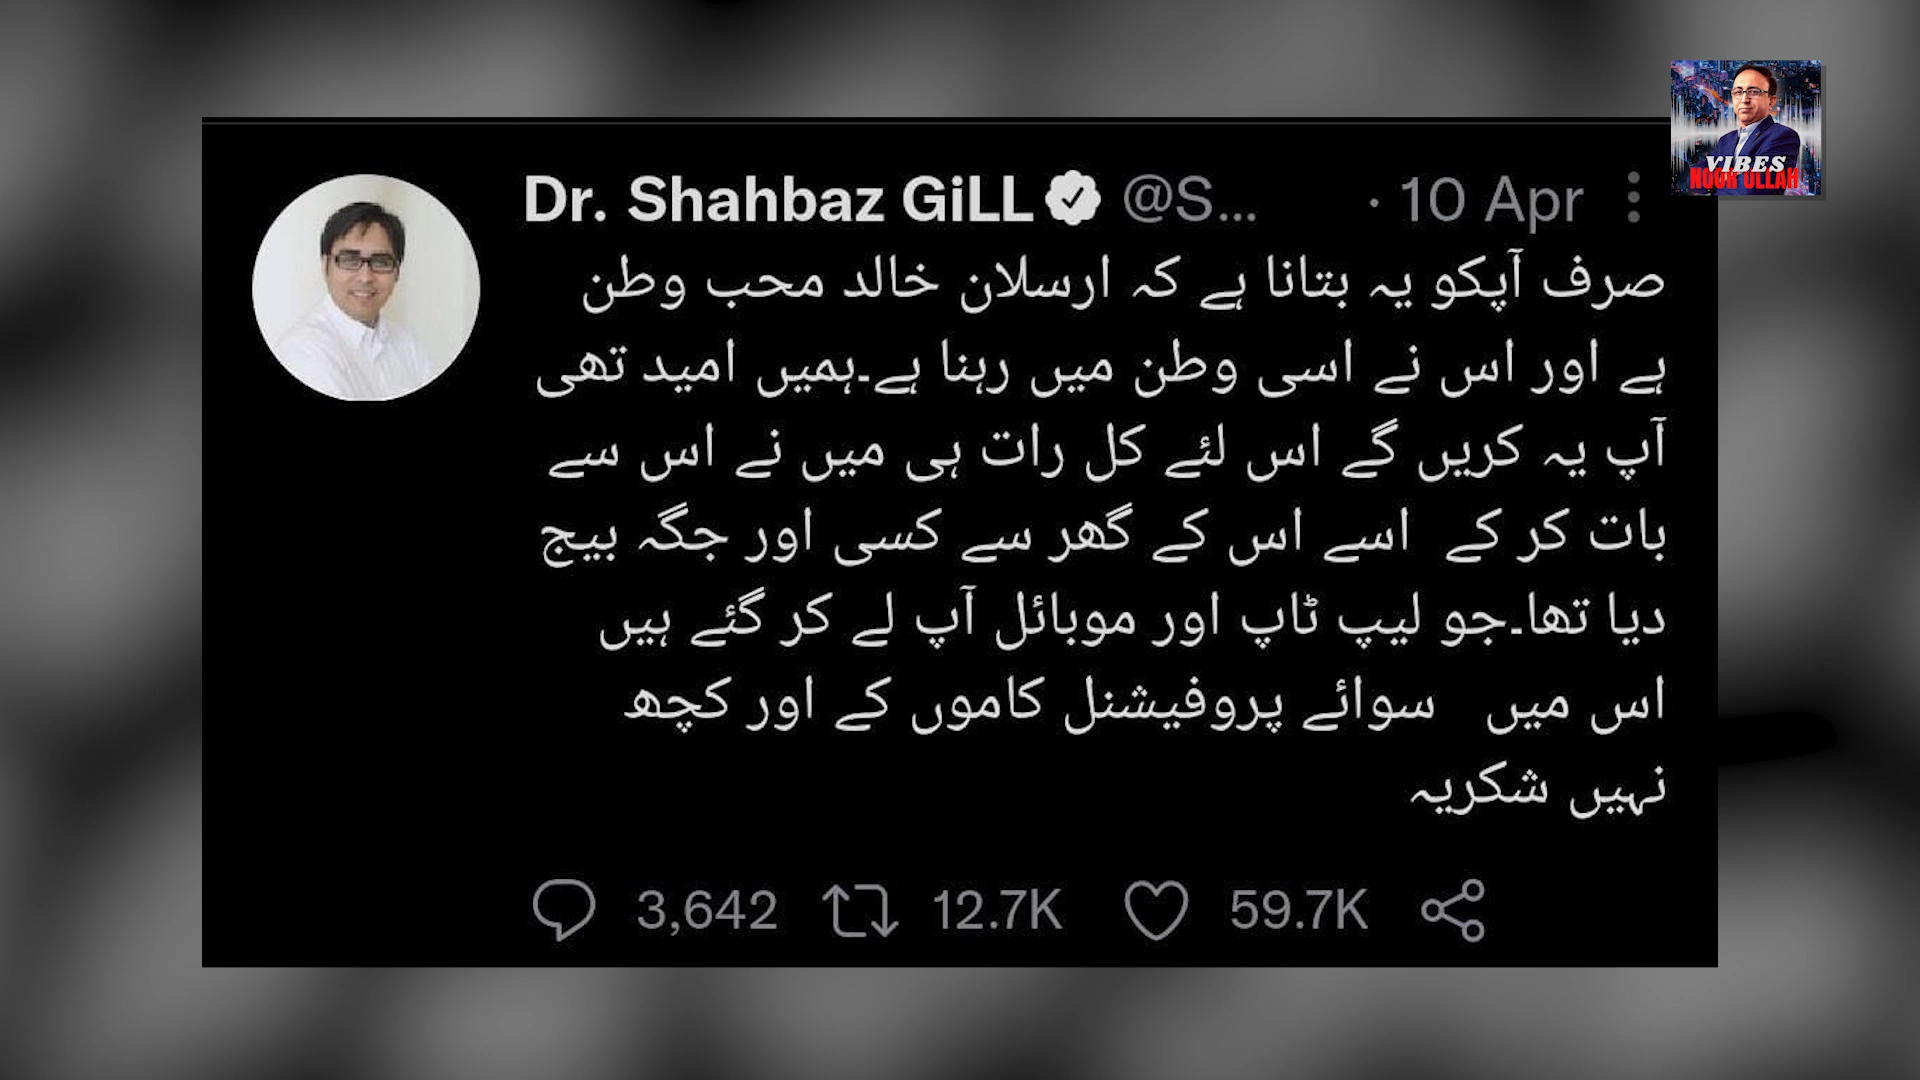 Dr. Shahbaz GiLL @S... · 10 Apr
صرف آپکو یہ بتانا ہے کہ ارسلان خالد محب وطن
ہے اور اس نے اسی وطن میں رہنا ہے۔ہمیں امید تھی
آپ یہ کریں گے اس لئے کل رات ہی میں نے اس سے
بات کر کے اسے اس کے گھر سے کسی اور جگہ بیج
دیا تھا۔جو لیپ ٹاپ اور موبائل آپ لے کر گئے ہیں
اس میں سوائے پروفیشنل کاموں کے اور کچھ
نہیں شکریہ
3,642 12.7K 59.7K
VIBES
NOOR ULLAH